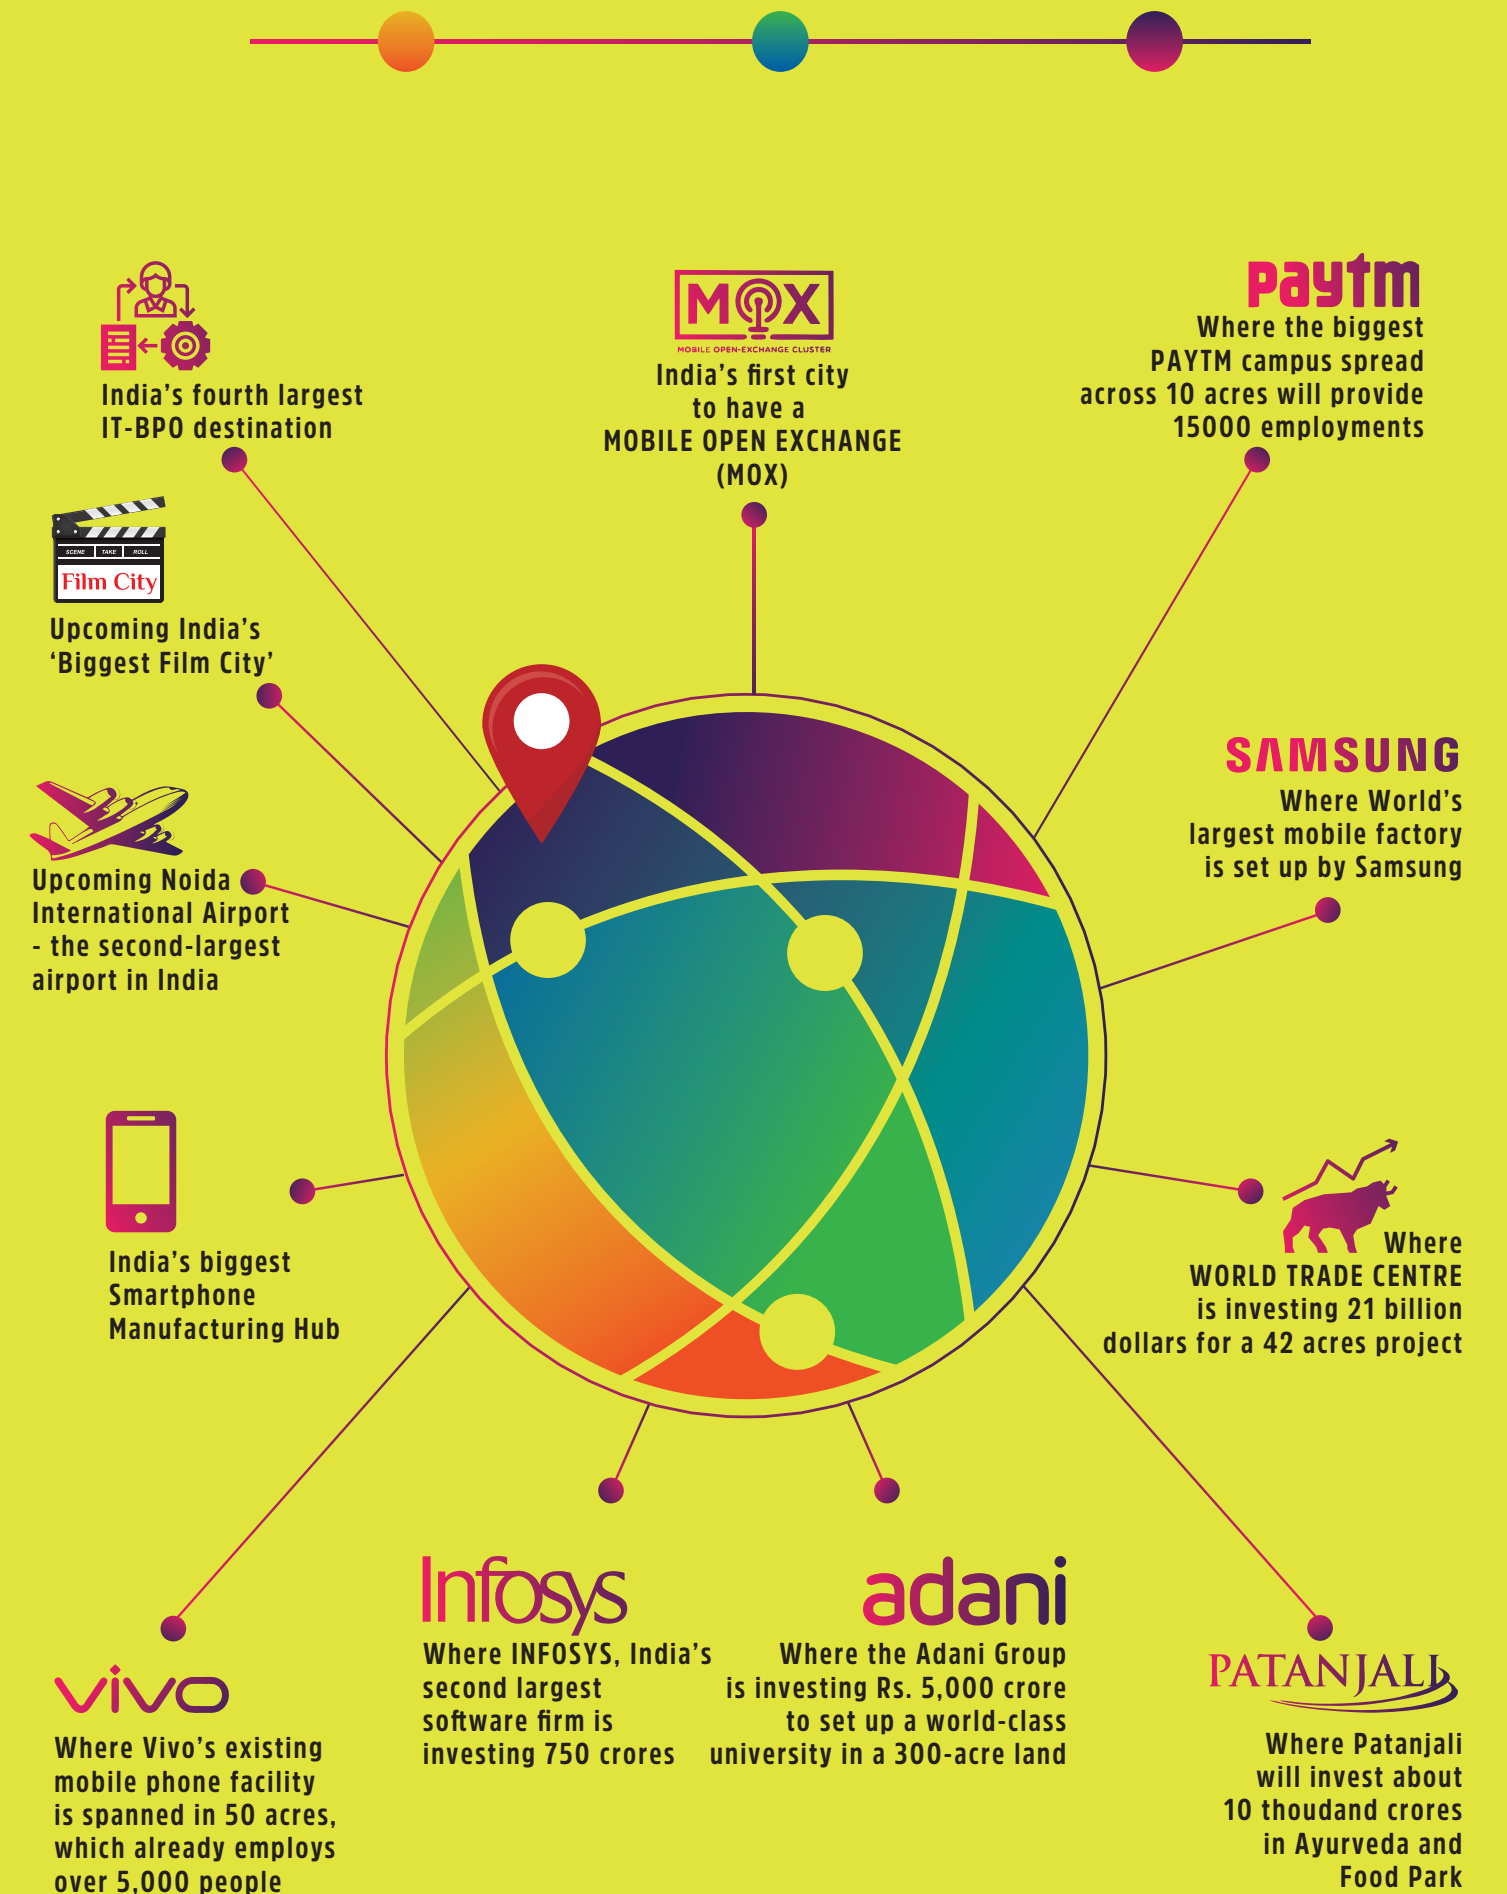 India's fourth largest
IT-BPO destination
MOX
MOBILE OPEN-EXCHANGE CLUSTER
India's first city
to have a
MOBILE OPEN EXCHANGE
(MOX)
paytm
Where the biggest
PAYTM campus spread
across 10 acres will provide
15000 employments
SCENE TAKE ROLL
Film City
Upcoming India's
‘Biggest Film City’
SAMSUNG
Where World's
largest mobile factory
is set up by Samsung
Upcoming Noida
International Airport
- the second-largest
airport in India
India's biggest
Smartphone
Manufacturing Hub
Where
WORLD TRADE CENTRE
is investing 21 billion
dollars for a 42 acres project
vivo
Where Vivo's existing
mobile phone facility
is spanned in 50 acres,
which already employs
over 5,000 people
Infosys
Where INFOSYS, India's
second largest
software firm is
investing 750 crores
adani
Where the Adani Group
is investing Rs. 5,000 crore
to set up a world-class
university in a 300-acre land
PATANJALI
Where Patanjali
will invest about
10 thoudand crores
in Ayurveda and
Food Park